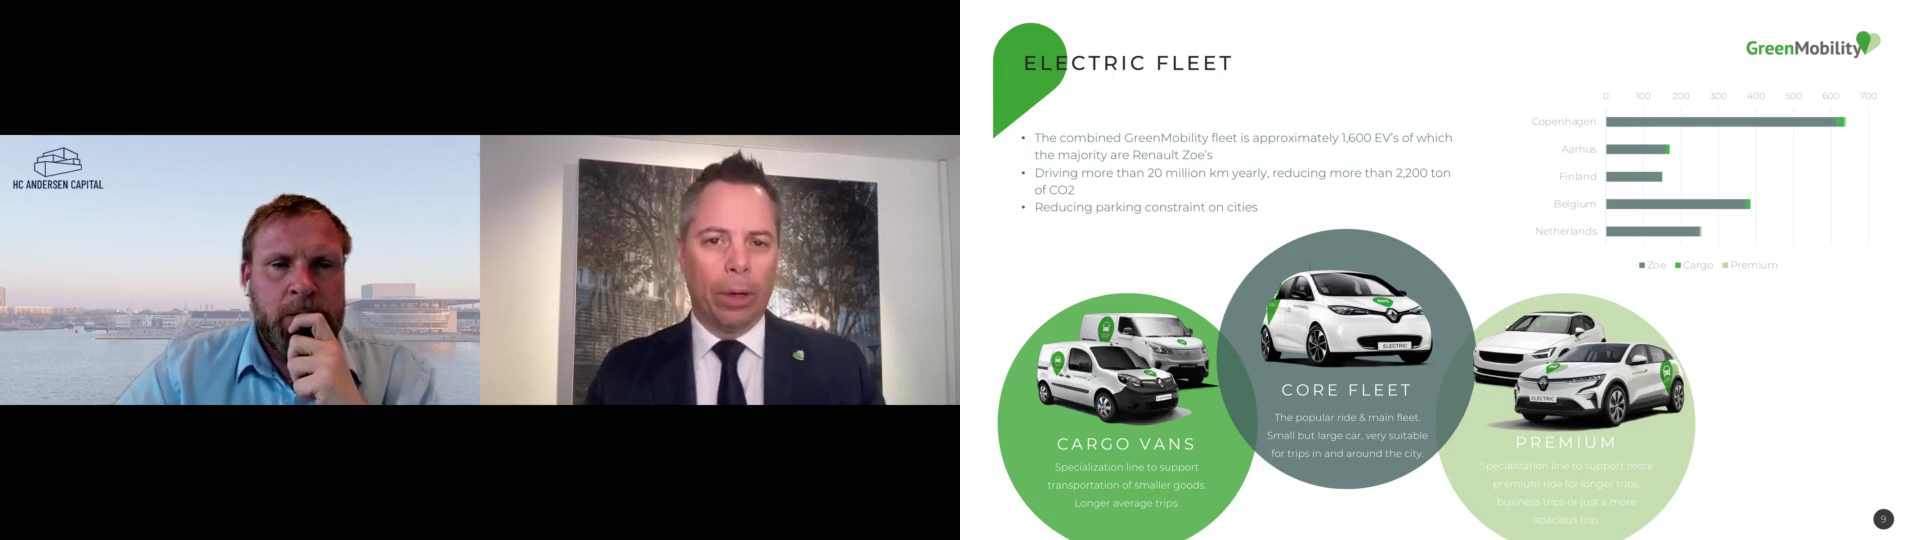 HC ANDERSEN CAPITAL
ELECTRIC FLEET
GreenMobility
• The combined GreenMobility fleet is approximately 1,600 EV's of which
the majority are Renault Zoe's
• Driving more than 20 million km yearly, reducing more than 2,200 ton
of CO2
• Reducing parking constraint on cities
0 100 200 300 400 500 600 700
Copenhagen
Aarhus
Finland
Belgium
Netherlands
Zoe Cargo Premium
CARGO VANS
Specialization line to support
transportation of smaller goods.
Longer average trips.
ELECTRIC
CORE FLEET
The popular ride & main fleet.
Small but large car, very suitable
for trips in and around the city.
ELECTRIC
PREMIUM
Specialization line to support more
premium ride for longer trips,
business trips or just a more
spacious trip.
9